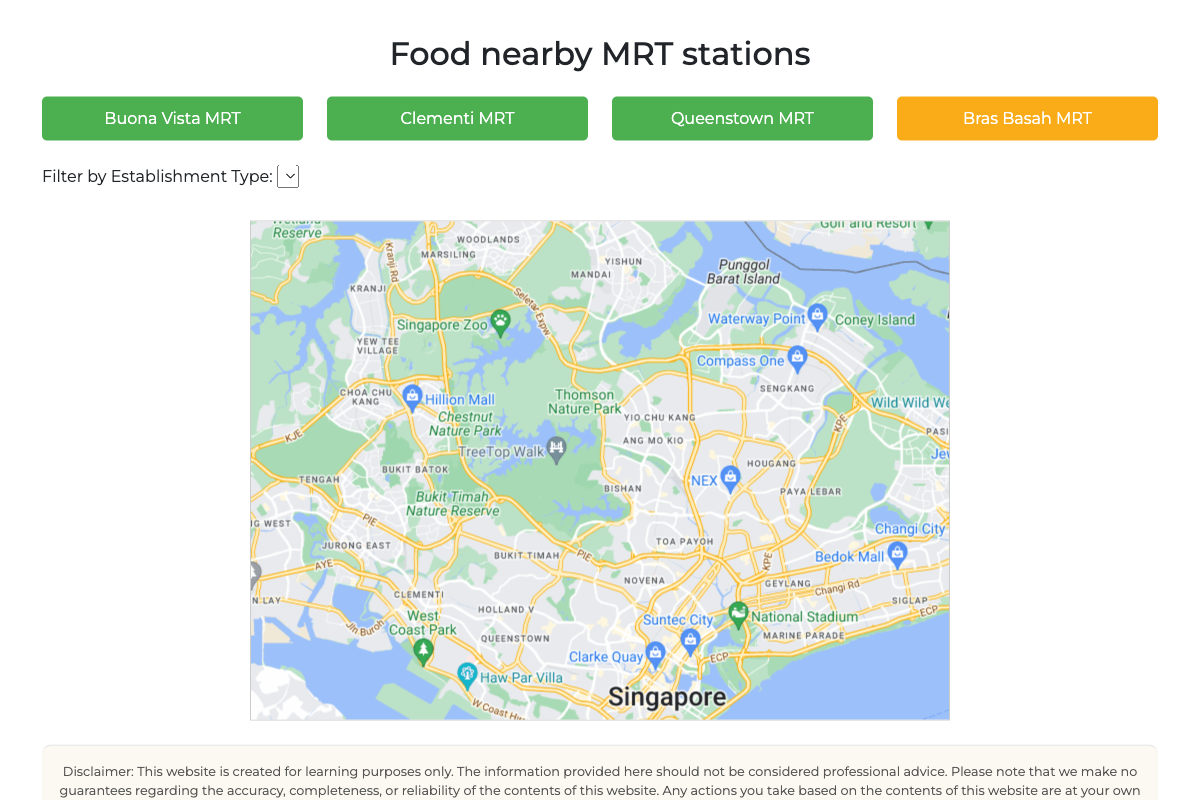 Food nearby MRT stations
Buona Vista MRT
Clementi MRT
Queenstown MRT
Bras Basah MRT
Filter by Establishment Type:
Wetland
Reserve
Golf and Resort
WOODLANDS
MARSILING
Kranji Rd
YISHUN
MANDAI
Punggol
Barat Island
KRANJI
Seletar Expw
Singapore Zoo
Waterway Point
Coney Island
YEW TEE
VILLAGE
Compass One
SENGKANG
CHOA CHU
KANG
Hillion Mall
Thomson
Nature Park
Wild Wild We
Chestnut
Nature Park
YIO CHU KANG
KPE
PASI
KJE
ANG MO KIO
TreeTop Walk
Jew
BUKIT BATOK
HOUGANG
TENGAH
NEX
BISHAN
PAYA LEBAR
Bukit Timah
Nature Reserve
NG WEST
PIE
Changi City
JURONG EAST
TOA PAYOH
BUKIT TIMAH
PIE
KPE
Bedok Mall
AYE
NOVENA
GEYLANG
Changi Rd
N LAY
CLEMENTI
SIGLAP
HOLLAND V
ECP
West
Coast Park
Suntec City
National Stadium
Jln Buroh
QUEENSTOWN
MARINE PARADE
Clarke Quay
ECP
Haw Par Villa
Singapore
W Coast Hw
Disclaimer: This website is created for learning purposes only. The information provided here should not be considered professional advice. Please note that we make no
guarantees regarding the accuracy, completeness, or reliability of the contents of this website. Any actions you take based on the contents of this website are at your own